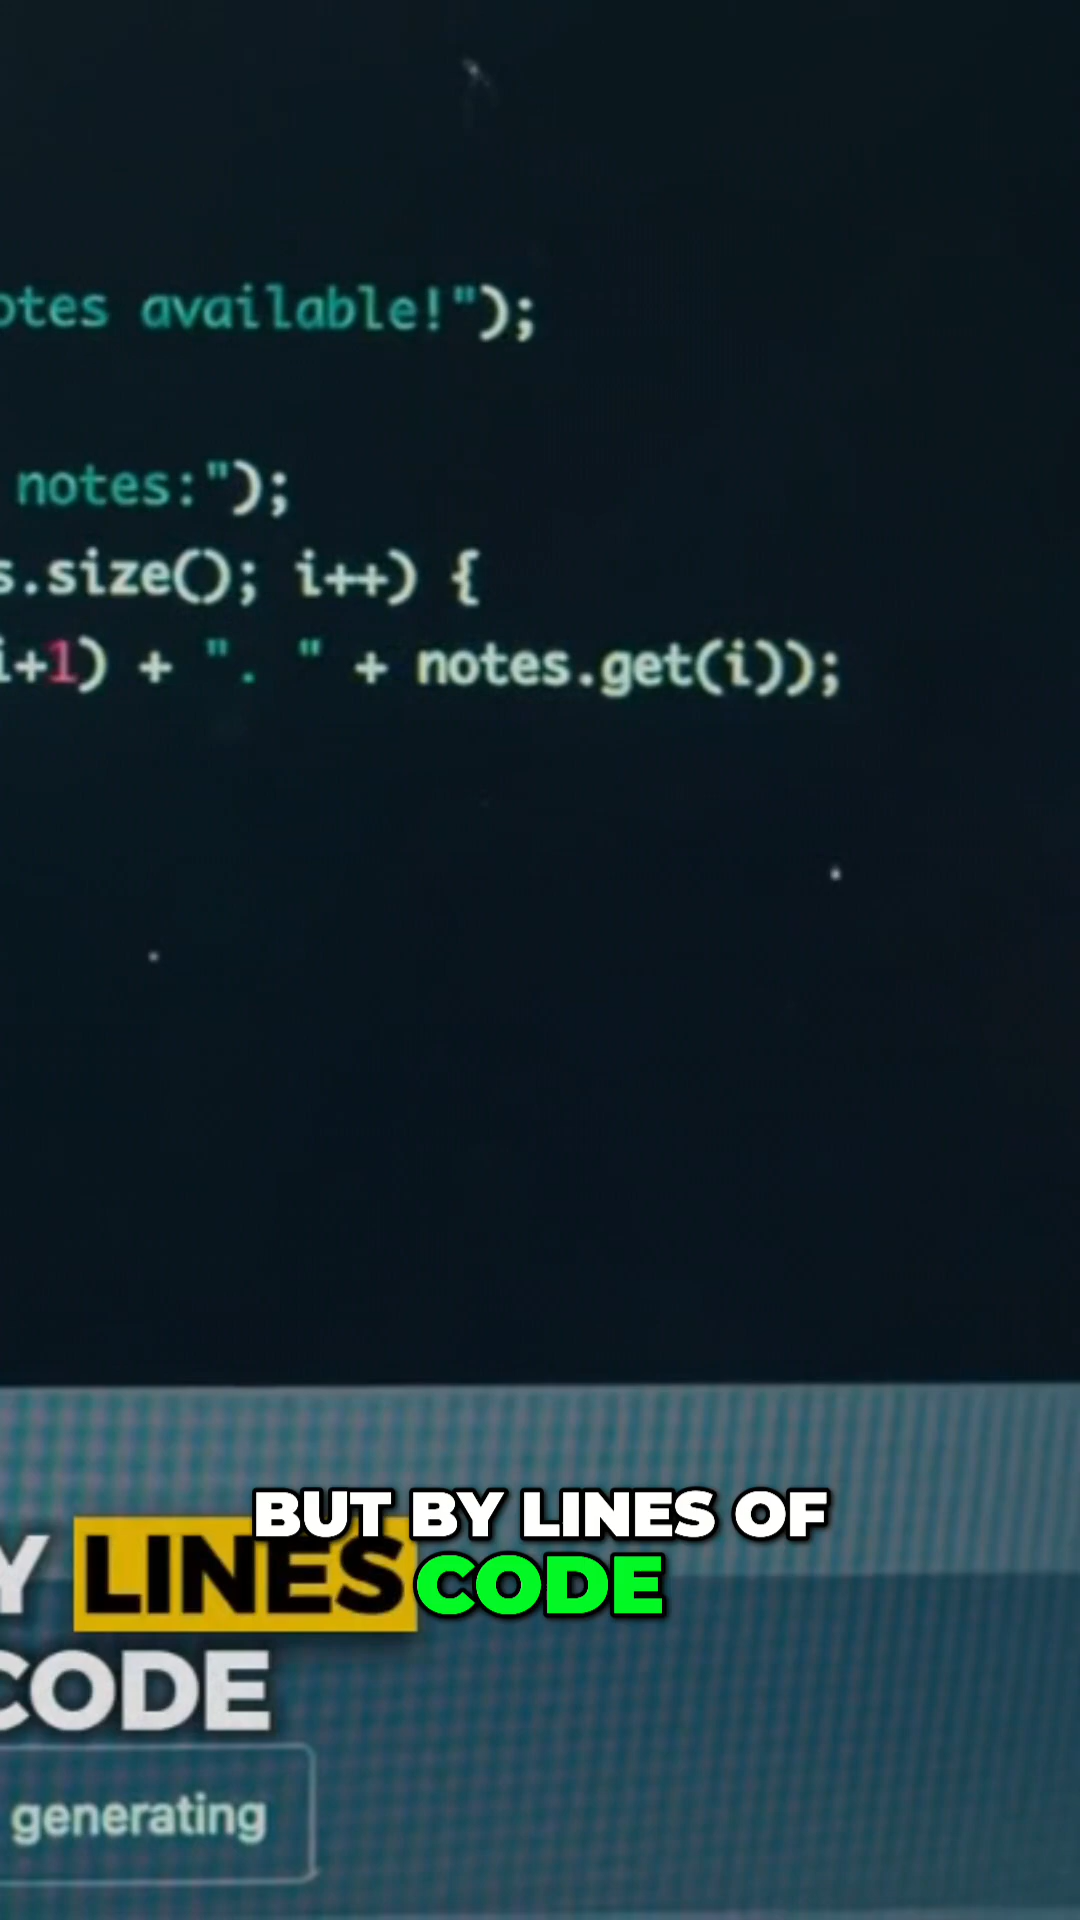 otes available!");
notes:");
s.size(); i++) {
i+1) + ". " + notes.get(i));
BUT BY LINES OF
CODE
Y LINES
CODE
generating